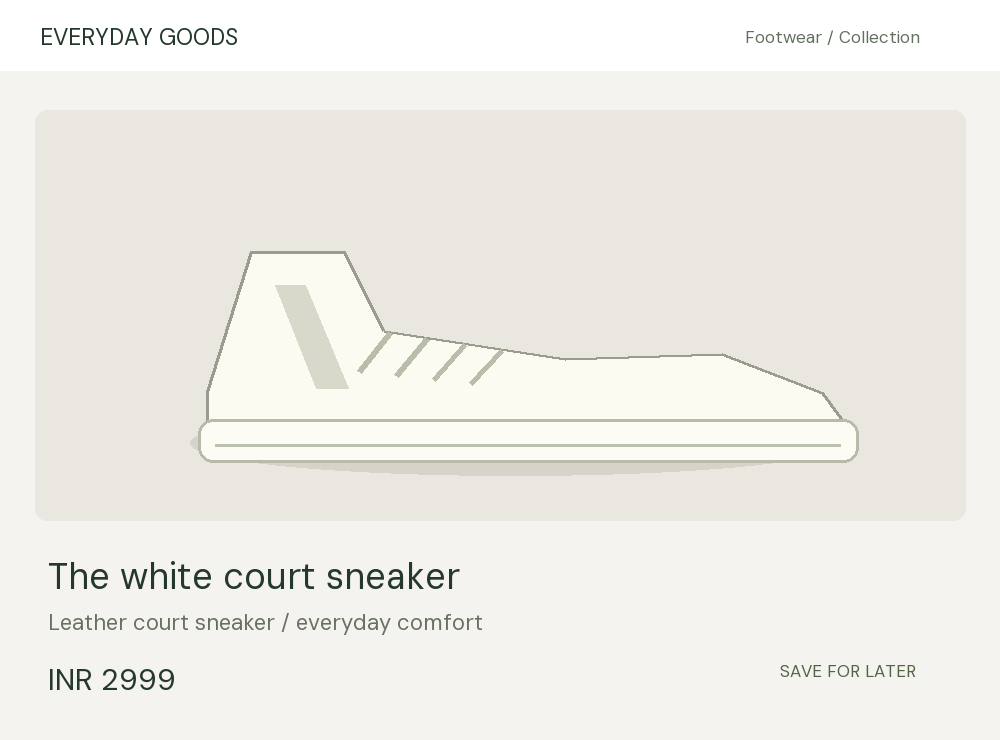 EVERYDAY GOODS
Footwear / Collection
The white court sneaker
Leather court sneaker / everyday comfort
INR 2999
SAVE FOR LATER